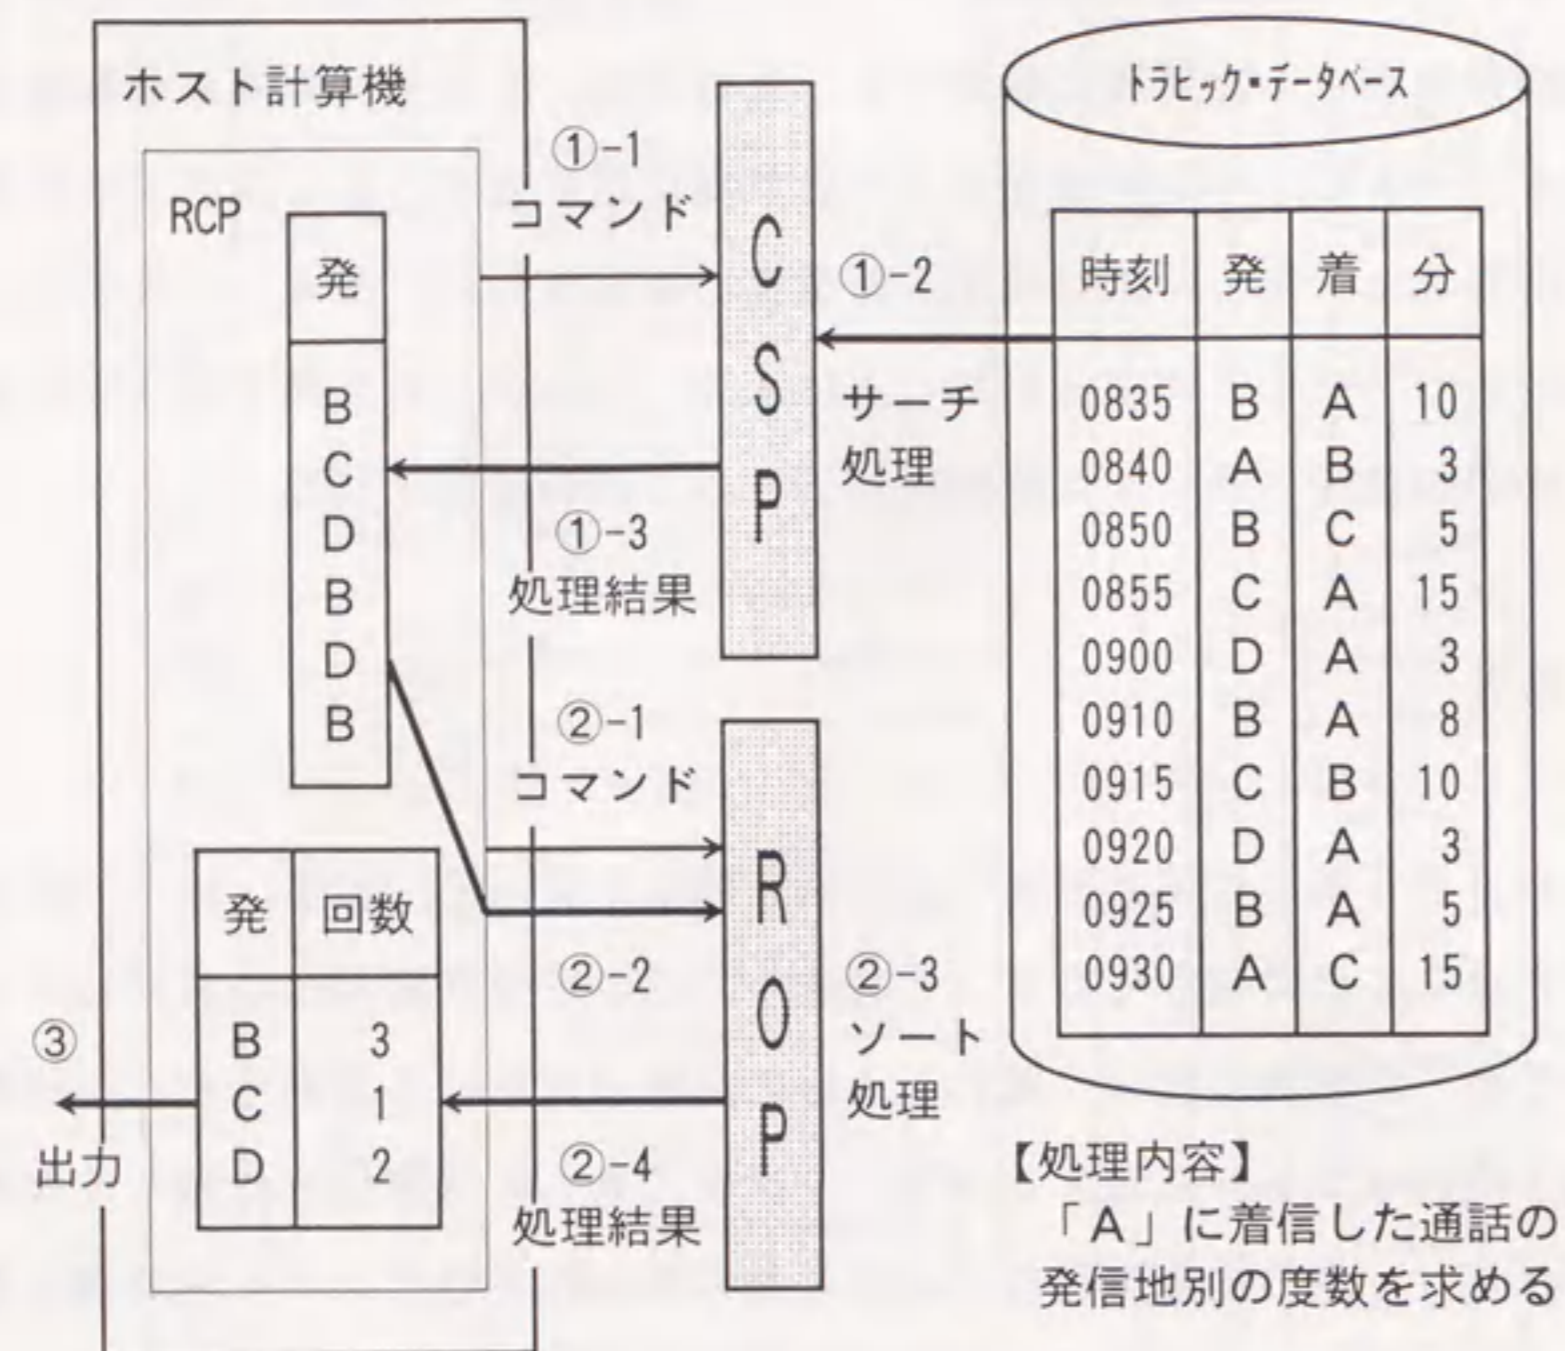 ホスト計算機
RCP
発
B
C
D
B
D
B
発 回数
B 3
C 1
D 2
③
出力
①-1
コマンド
①-3
処理結果
②-1
コマンド
②-2
②-4
処理結果
CSP
ROP
①-2
サーチ
処理
②-3
ソート
処理
トラヒック・データベース
時刻 発 着 分
0835 B A 10
0840 A B 3
0850 B C 5
0855 C A 15
0900 D A 3
0910 B A 8
0915 C B 10
0920 D A 3
0925 B A 5
0930 A C 15
【処理内容】
「A」に着信した通話の
発信地別の度数を求める